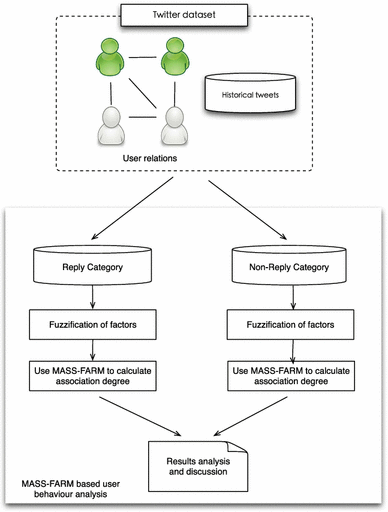 Twitter dataset
Historical tweets
User relations
Reply Category
Non-Reply Category
Fuzzification of factors
Fuzzification of factors
Use MASS-FARM to calculate
association degree
Use MASS-FARM to calculate
association degree
Results analysis
and discussion
MASS-FARM based user
behaviour analysis